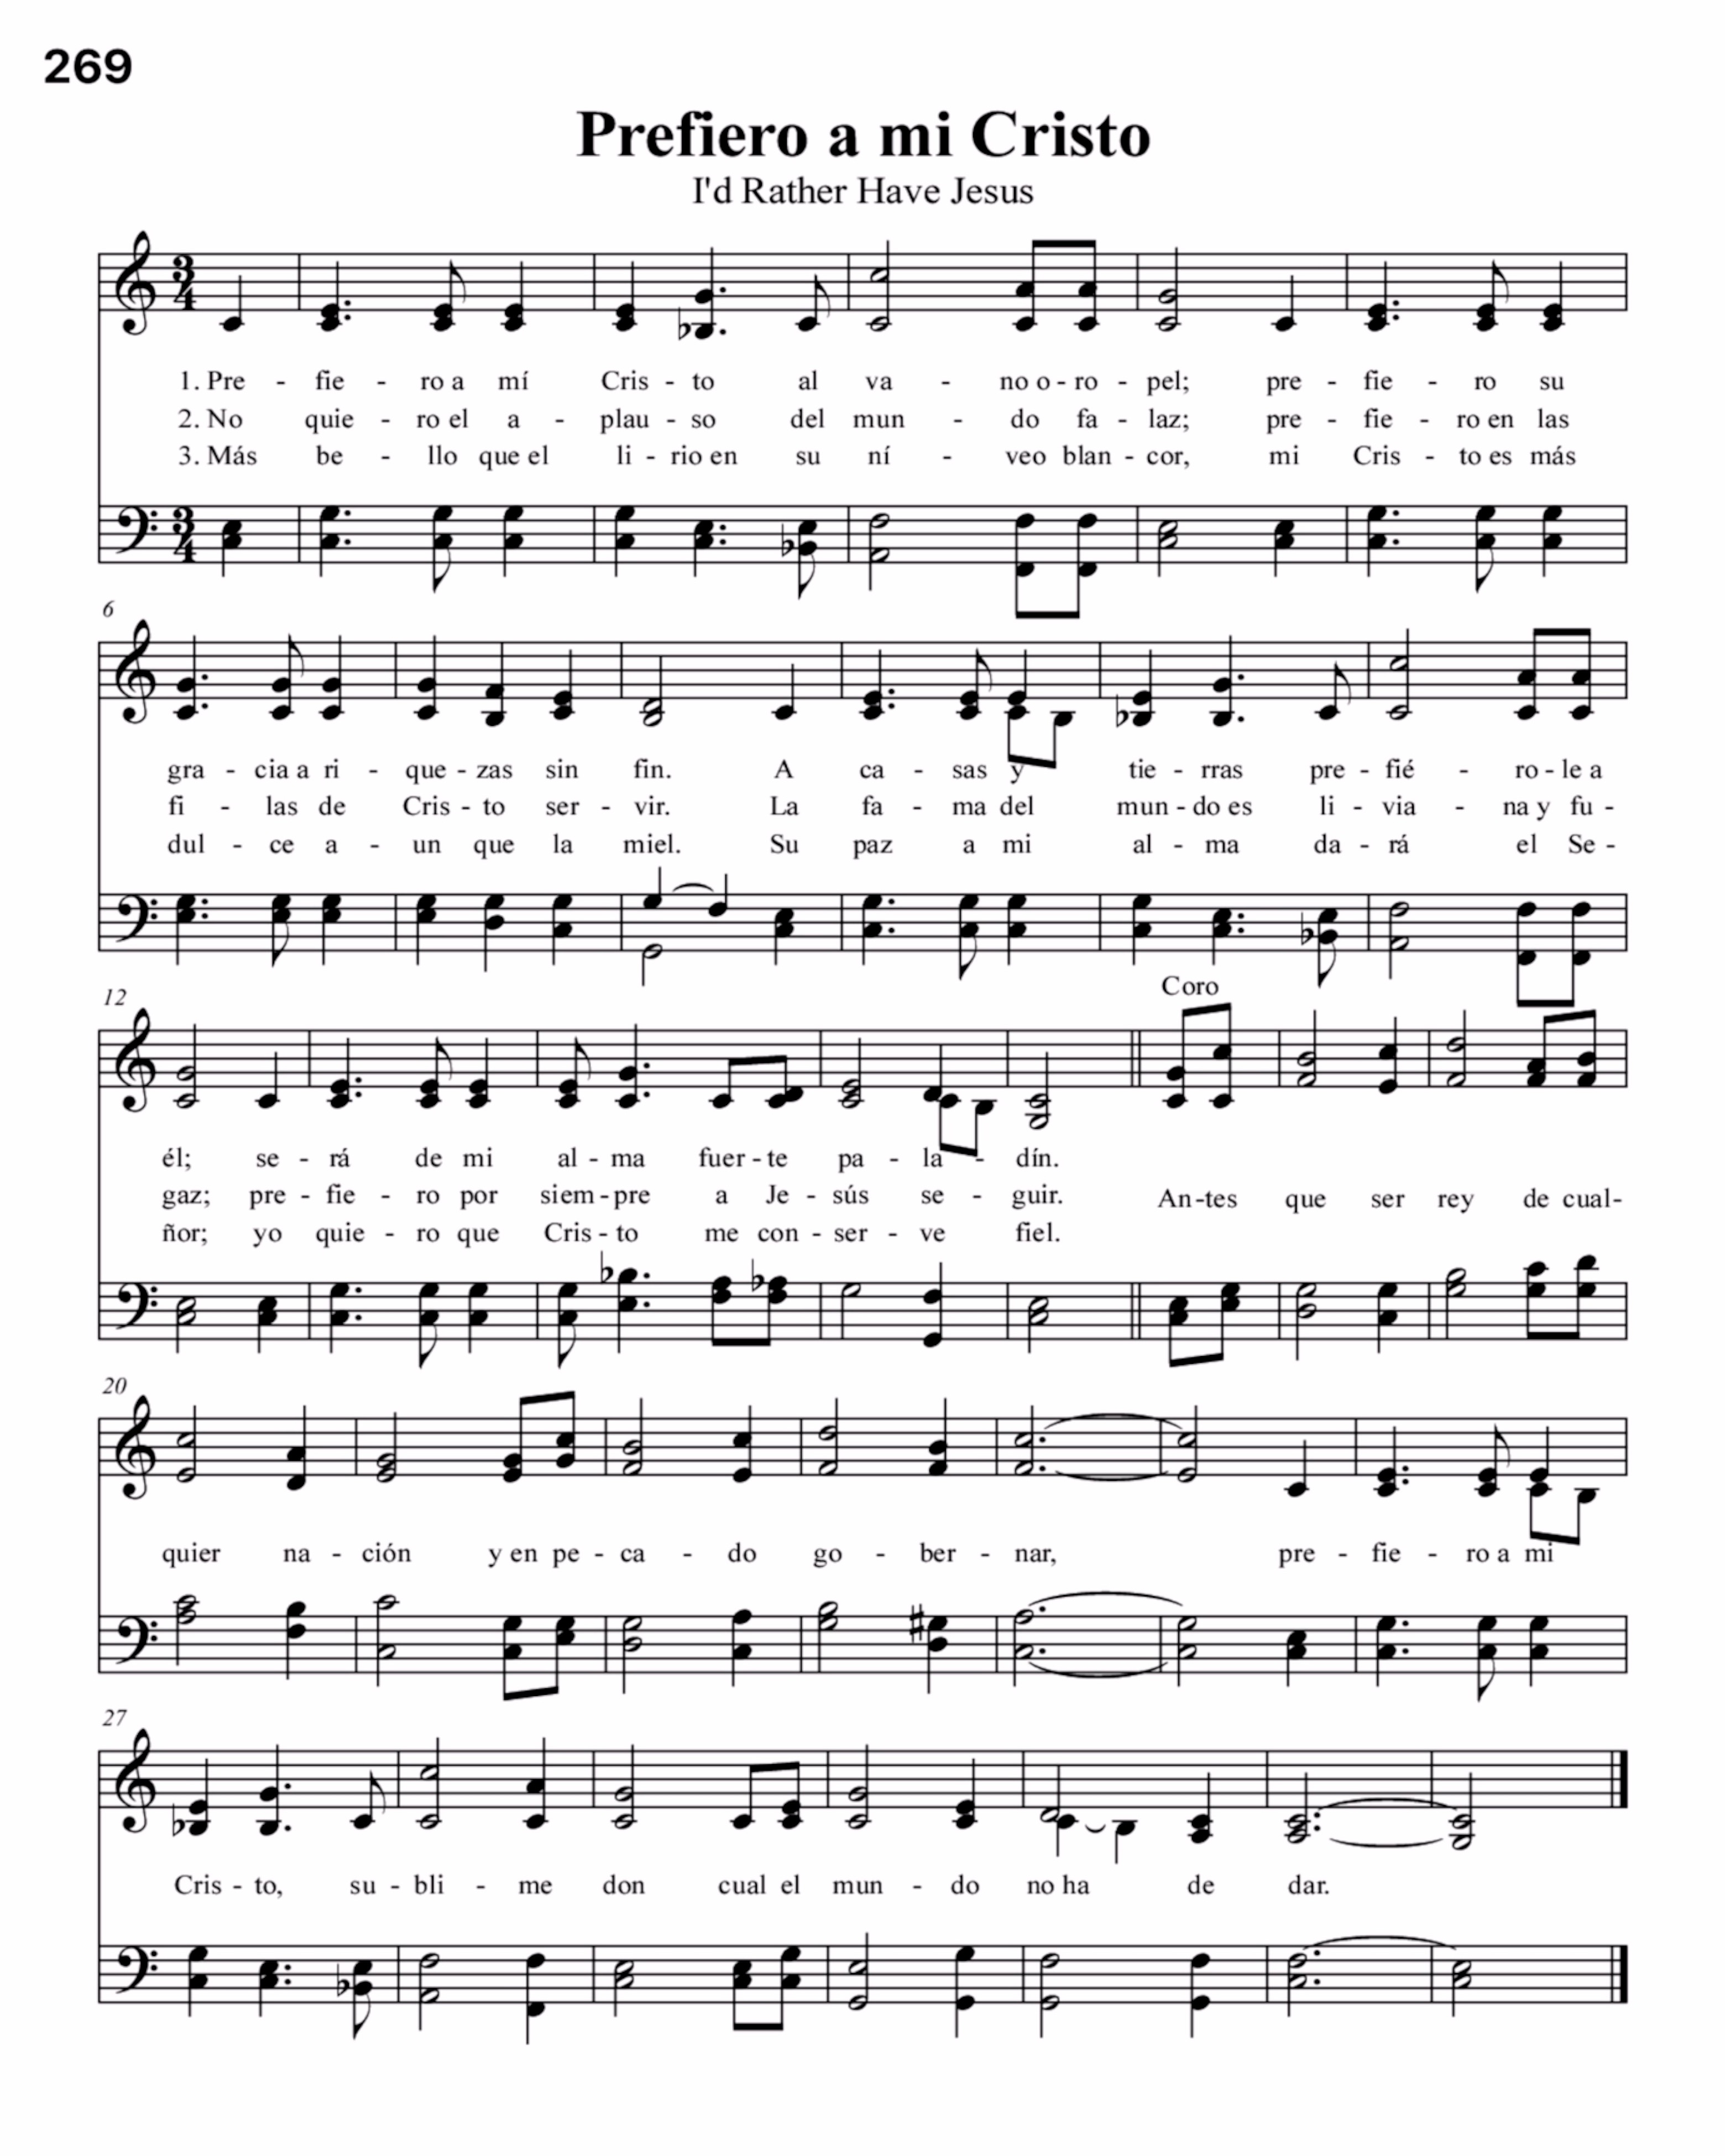 269
Prefiero a mi Cristo
I'd Rather Have Jesus
3
4
1. Pre - fie - ro a mí Cris - to al va - no o - ro - pel; pre - fie - ro su
2. No quie - ro el a - plau - so del mun - do fa - laz; pre - fie - ro en las
3. Más be - llo que el li - rio en su ní - veo blan - cor, mi Cris - to es más
3
4
6
gra - cia a ri - que - zas sin fin. A ca - sas y tie - rras pre - fié - ro - le a
fi - las de Cris - to ser - vir. La fa - ma del mun - do es li - via - na y fu -
dul - ce a - un que la miel. Su paz a mi al - ma da - rá el Se -
12
Coro
él; se - rá de mi al - ma fuer - te pa - la - dín.
gaz; pre - fie - ro por siem - pre a Je - sús se - guir. An - tes que ser rey de cual -
ñor; yo quie - ro que Cris - to me con - ser - ve fiel.
20
quier na - ción y en pe - ca - do go - ber - nar, pre - fie - ro a mi
27
Cris - to, su - bli - me don cual el mun - do no ha de dar.